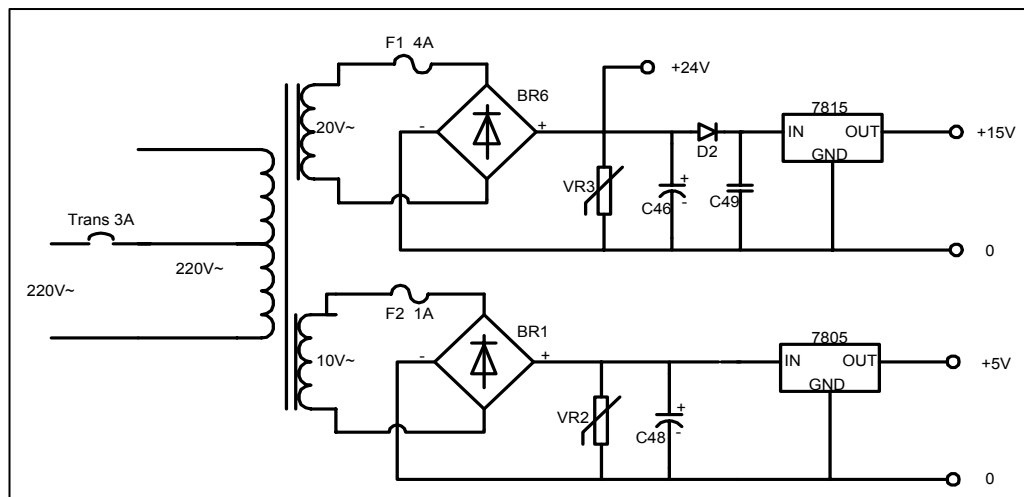 F1 4A
+24V
BR6
20V~
-
+
7815
IN
OUT
GND
+15V
D2
VR3
+
C46
-
C49
0
Trans 3A
220V~
220V~
F2 1A
BR1
10V~
-
+
7805
IN
OUT
GND
+5V
VR2
+
C48
-
0